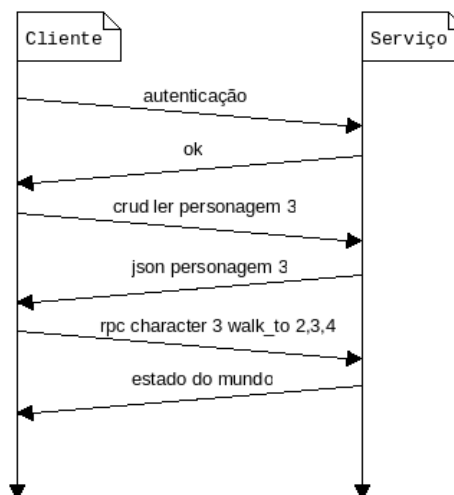 Cliente
Serviço
autenticação
ok
crud ler personagem 3
json personagem 3
rpc character 3 walk_to 2,3,4
estado do mundo